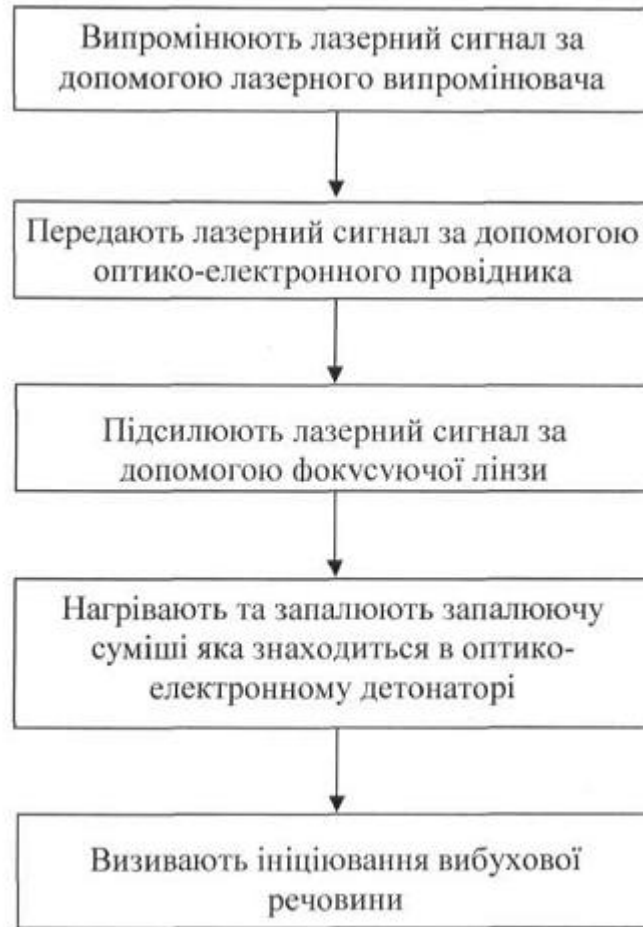 Випромінюють лазерний сигнал за
допомогою лазерного випромінювача
Передають лазерний сигнал за допомогою
оптико-електронного провідника
Підсилюють лазерний сигнал за
допомогою фокусуючої лінзи
Нагрівають та запалюють запалюючу
суміші яка знаходиться в оптико-
електронному детонаторі
Визивають ініціювання вибухової
речовини